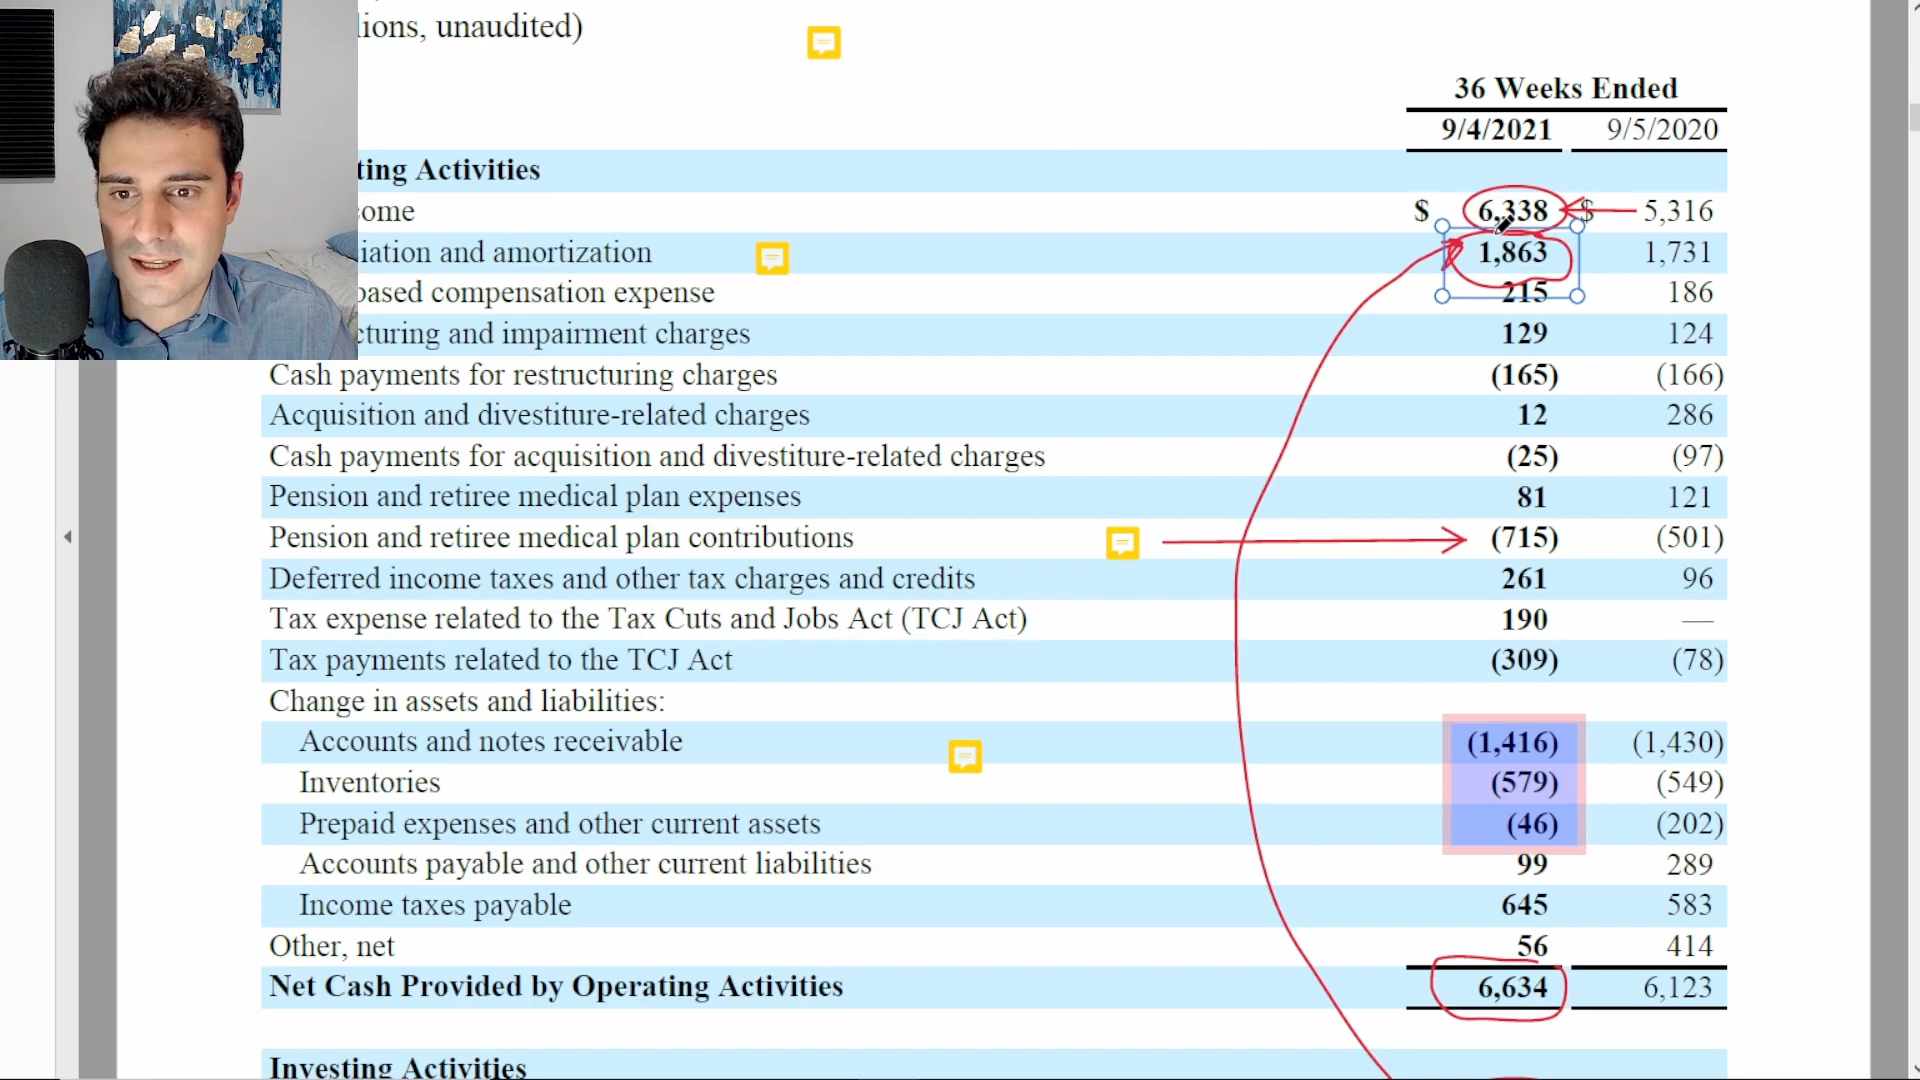 lions, unaudited)
36 Weeks Ended
9/4/2021 9/5/2020
ting Activities
ome $ 6,338 $ 5,316
iation and amortization 1,863 1,731
based compensation expense 215 186
cturing and impairment charges 129 124
Cash payments for restructuring charges (165) (166)
Acquisition and divestiture-related charges 12 286
Cash payments for acquisition and divestiture-related charges (25) (97)
Pension and retiree medical plan expenses 81 121
Pension and retiree medical plan contributions (715) (501)
Deferred income taxes and other tax charges and credits 261 96
Tax expense related to the Tax Cuts and Jobs Act (TCJ Act) 190 —
Tax payments related to the TCJ Act (309) (78)
Change in assets and liabilities:
Accounts and notes receivable (1,416) (1,430)
Inventories (579) (549)
Prepaid expenses and other current assets (46) (202)
Accounts payable and other current liabilities 99 289
Income taxes payable 645 583
Other, net 56 414
Net Cash Provided by Operating Activities 6,634 6,123
Investing Activities